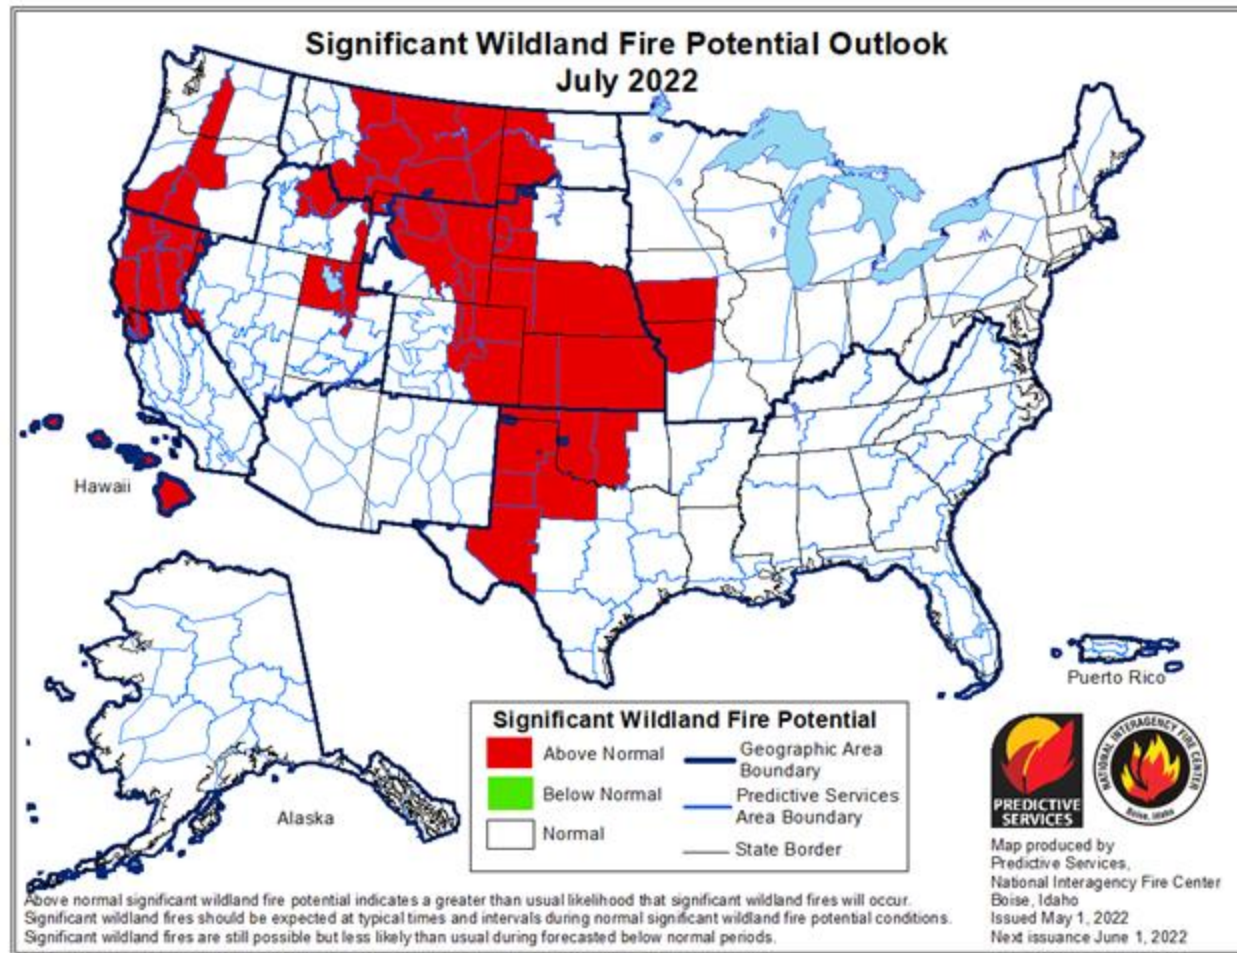 Significant Wildland Fire Potential Outlook
July 2022
Hawaii
Alaska
Puerto Rico
Significant Wildland Fire Potential
Above Normal
Below Normal
Normal
Geographic Area
Boundary
Predictive Services
Area Boundary
State Border
PREDICTIVE
SERVICES
NATIONAL INTERAGENCY FIRE CENTER
Boise, Idaho
Map produced by
Predictive Services,
National Interagency Fire Center
Boise, Idaho
Issued May 1, 2022
Next issuance June 1, 2022
Above normal significant wildland fire potential indicates a greater than usual likelihood that significant wildland fires will occur.
Significant wildland fires should be expected at typical times and intervals during normal significant wildland fire potential conditions.
Significant wildland fires are still possible but less likely than usual during forecasted below normal periods.